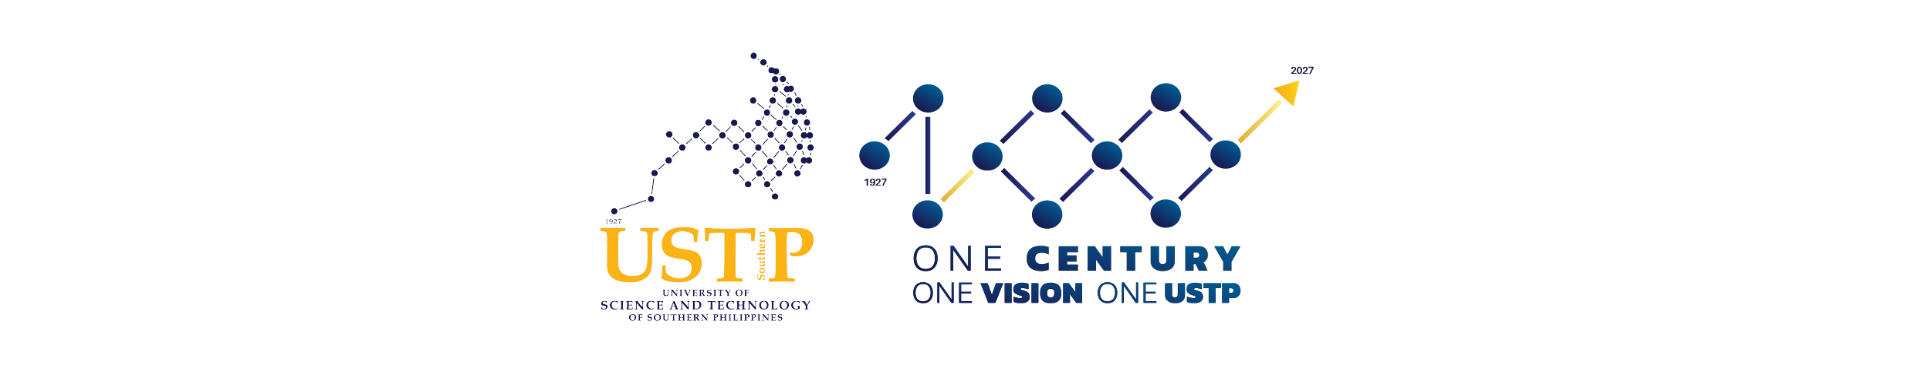 1927
USTP
Southern
UNIVERSITY OF
SCIENCE AND TECHNOLOGY
OF SOUTHERN PHILIPPINES
2027
1927
ONE CENTURY
ONE VISION ONE USTP